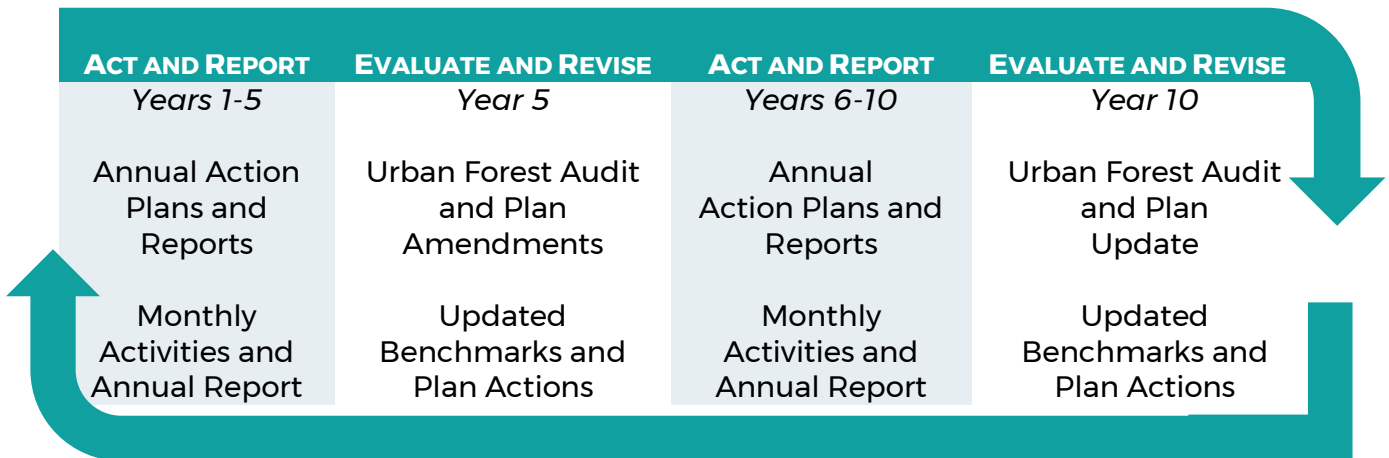 ACT AND REPORT
Years 1-5
Annual Action
Plans and
Reports
Monthly
Activities and
Annual Report
EVALUATE AND REVISE
Year 5
Urban Forest Audit
and Plan
Amendments
Updated
Benchmarks and
Plan Actions
ACT AND REPORT
Years 6-10
Annual
Action Plans and
Reports
Monthly
Activities and
Annual Report
EVALUATE AND REVISE
Year 10
Urban Forest Audit
and Plan
Update
Updated
Benchmarks and
Plan Actions